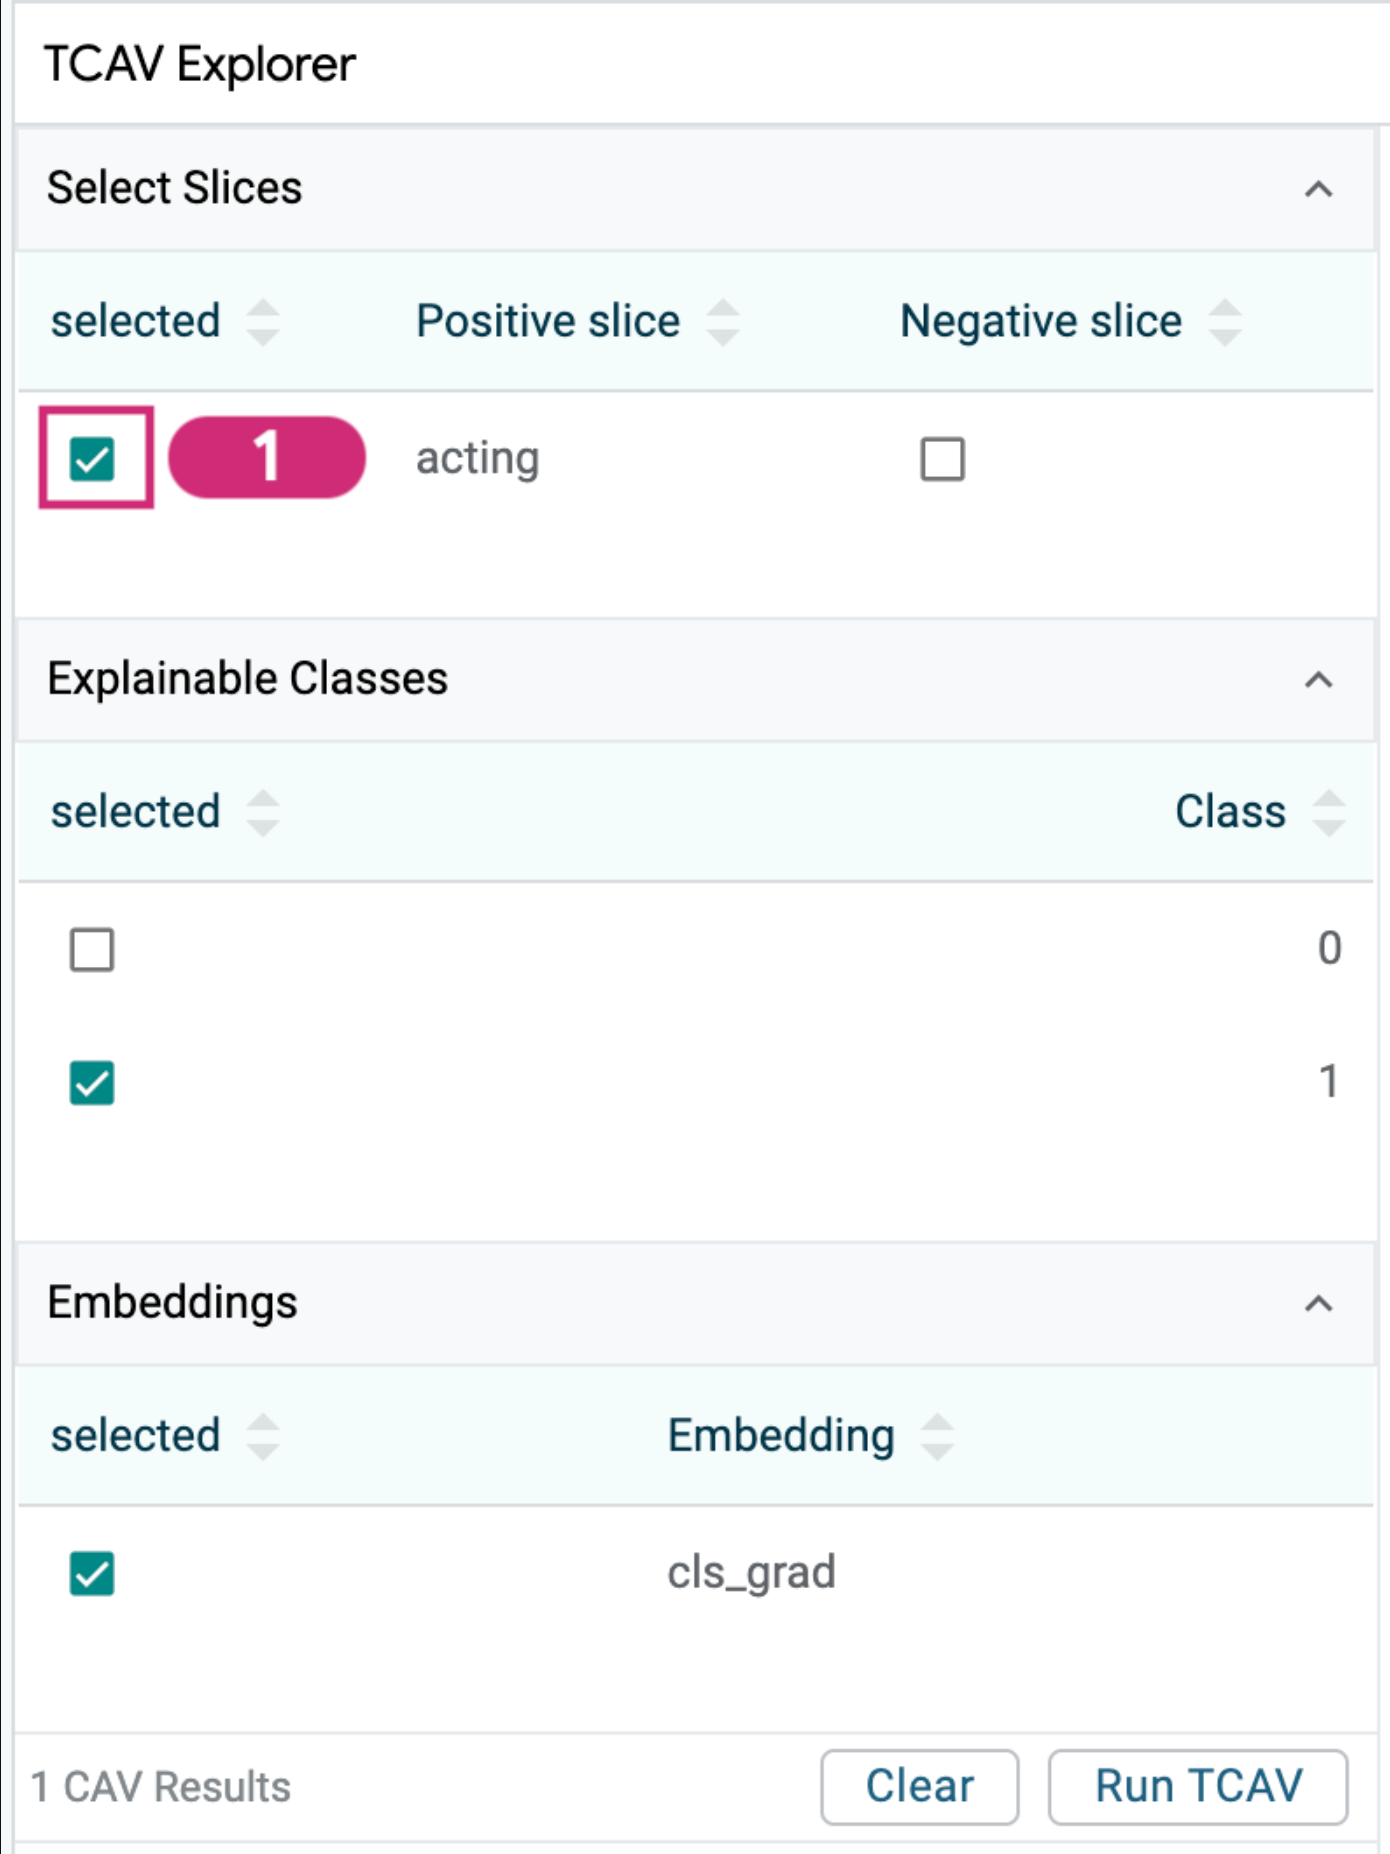 TCAV Explorer
Select Slices
selected Positive slice Negative slice
1 acting
Explainable Classes
selected Class
0
1
Embeddings
selected Embedding
cls_grad
1 CAV Results Clear Run TCAV